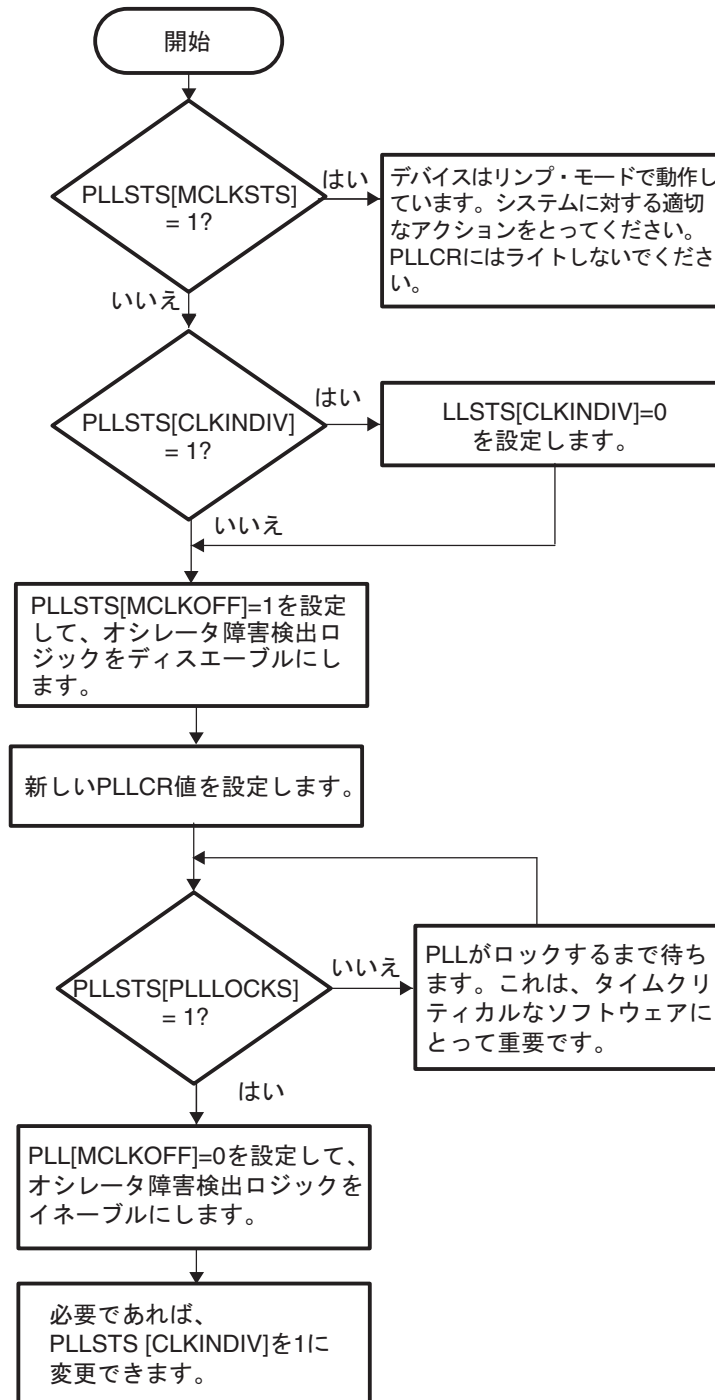 開始
PLLSTS[MCLKSTS]
= 1?
はい
デバイスはリンプ・モードで動作し
ています。システムに対する適切
なアクションをとってください。
PLLCRにはライトしないでくださ
い。
いいえ
PLLSTS[CLKINDIV]
= 1?
はい
LLSTS[CLKINDIV]=0
を設定します。
いいえ
PLLSTS[MCLKOFF]=1を設定
して、オシレータ障害検出ロ
ジックをディスエーブルにし
ます。
新しいPLLCR値を設定します。
PLLSTS[PLLLOCKS]
= 1?
いいえ
PLLがロックするまで待ち
ます。これは、タイムクリ
ティカルなソフトウェアに
とって重要です。
はい
PLL[MCLKOFF]=0を設定して、
オシレータ障害検出ロジックを
イネーブルにします。
必要であれば、
PLLSTS [CLKINDIV]を1に
変更できます。